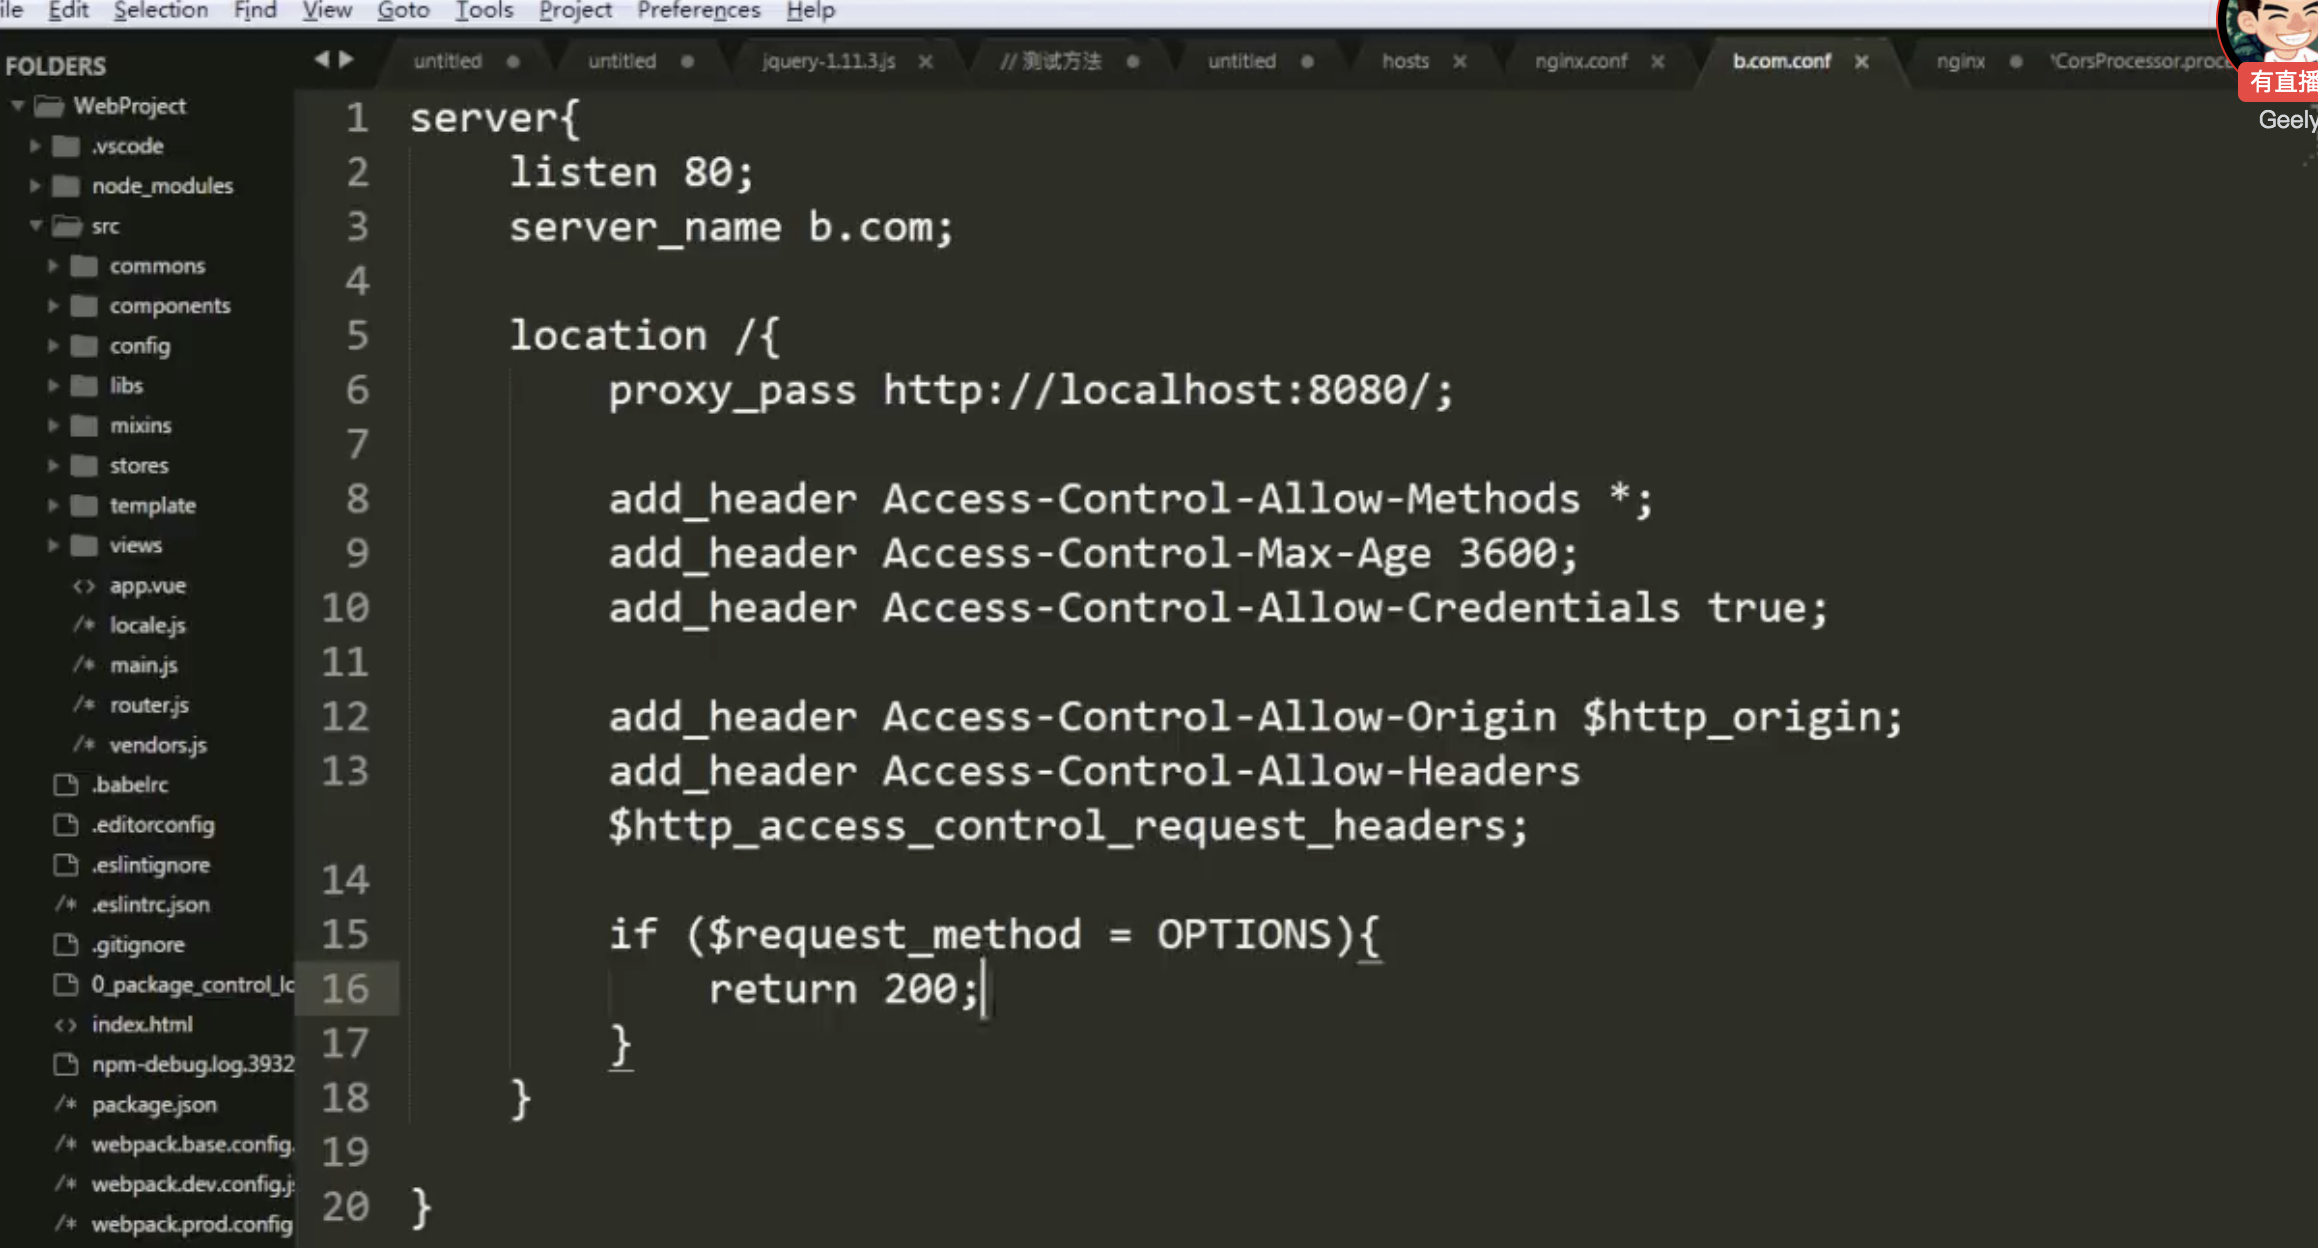 Edit Selection Find View Goto Tools Project Preferences Help
FOLDERS
WebProject
.vscode
node_modules
src
commons
components
config
libs
mixins
stores
template
views
app.vue
locale.js
main.js
router.js
vendors.js
.babelrc
.editorconfig
.eslintignore
.eslintrc.json
.gitignore
0_package_control_lo
index.html
npm-debug.log.3932
package.json
webpack.base.config.
webpack.dev.config.js
webpack.prod.config
untitled untitled jquery-1.11.3.js // 测试方法 untitled hosts nginx.conf b.com.conf nginx 'CorsProcessor.proce
有直播
Geely
1 server{
2 listen 80;
3 server_name b.com;
4
5 location /{
6 proxy_pass http://localhost:8080/;
7
8 add_header Access-Control-Allow-Methods *;
9 add_header Access-Control-Max-Age 3600;
10 add_header Access-Control-Allow-Credentials true;
11
12 add_header Access-Control-Allow-Origin $http_origin;
13 add_header Access-Control-Allow-Headers
$http_access_control_request_headers;
14
15 if ($request_method = OPTIONS){
16 return 200;
17 }
18 }
19
20 }